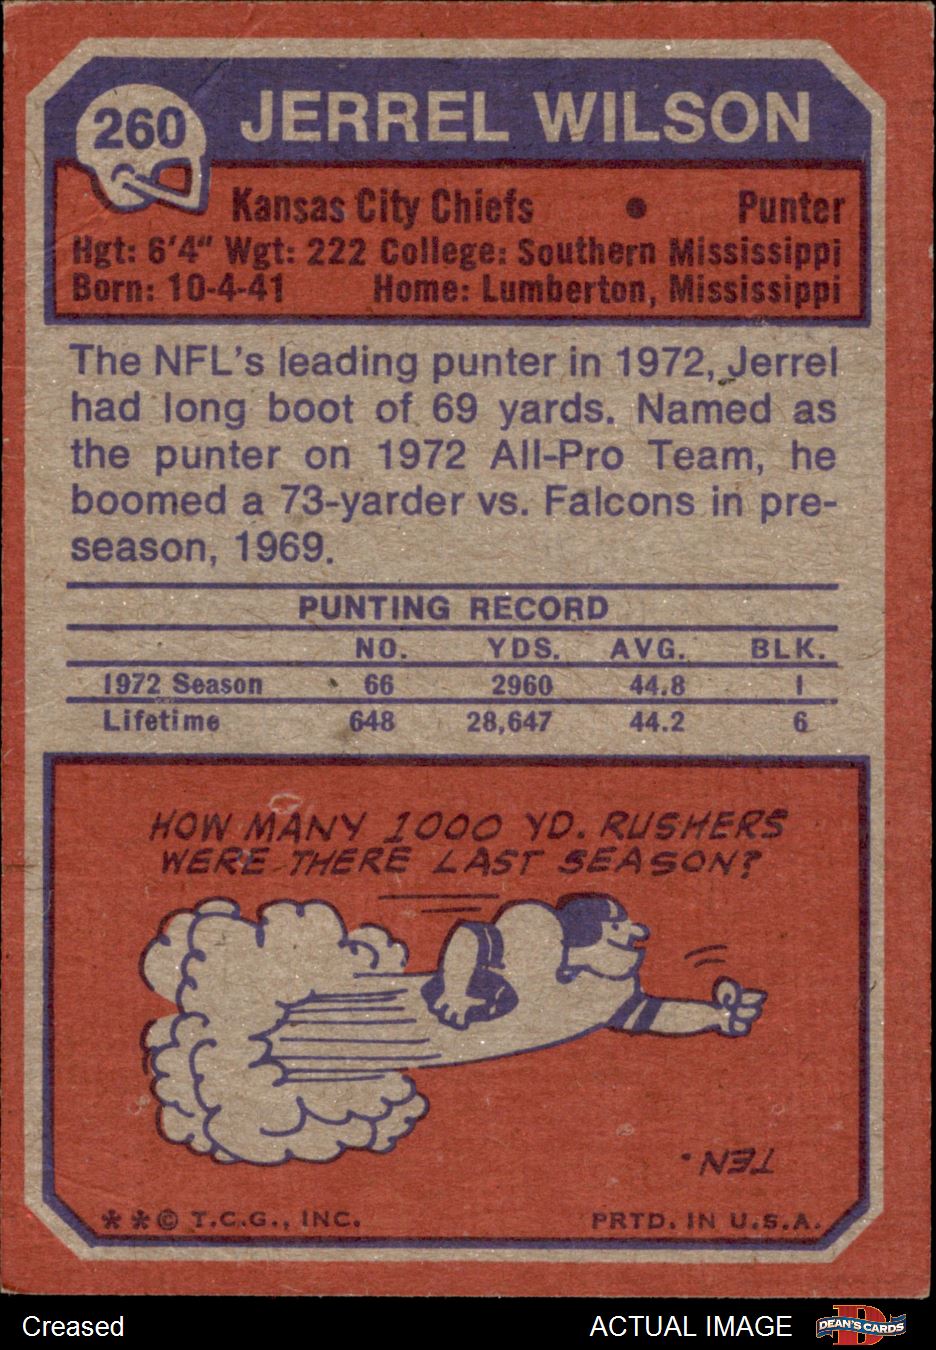 260
JERREL WILSON
Kansas City Chiefs • Punter
Hgt: 6'4" Wgt: 222 College: Southern Mississippi
Born: 10-4-41 Home: Lumberton, Mississippi
The NFL's leading punter in 1972, Jerrel
had long boot of 69 yards. Named as
the punter on 1972 All-Pro Team, he
boomed a 73-yarder vs. Falcons in pre-
season, 1969.
PUNTING RECORD
NO. YDS. AVG. BLK.
1972 Season 66 2960 44.8 1
Lifetime 648 28,647 44.2 6
HOW MANY 1000 YD. RUSHERS
WERE THERE LAST SEASON?
TEN.
**© T.C.G., INC. PRTD. IN U.S.A.
Creased ACTUAL IMAGE DEAN'S CARDS